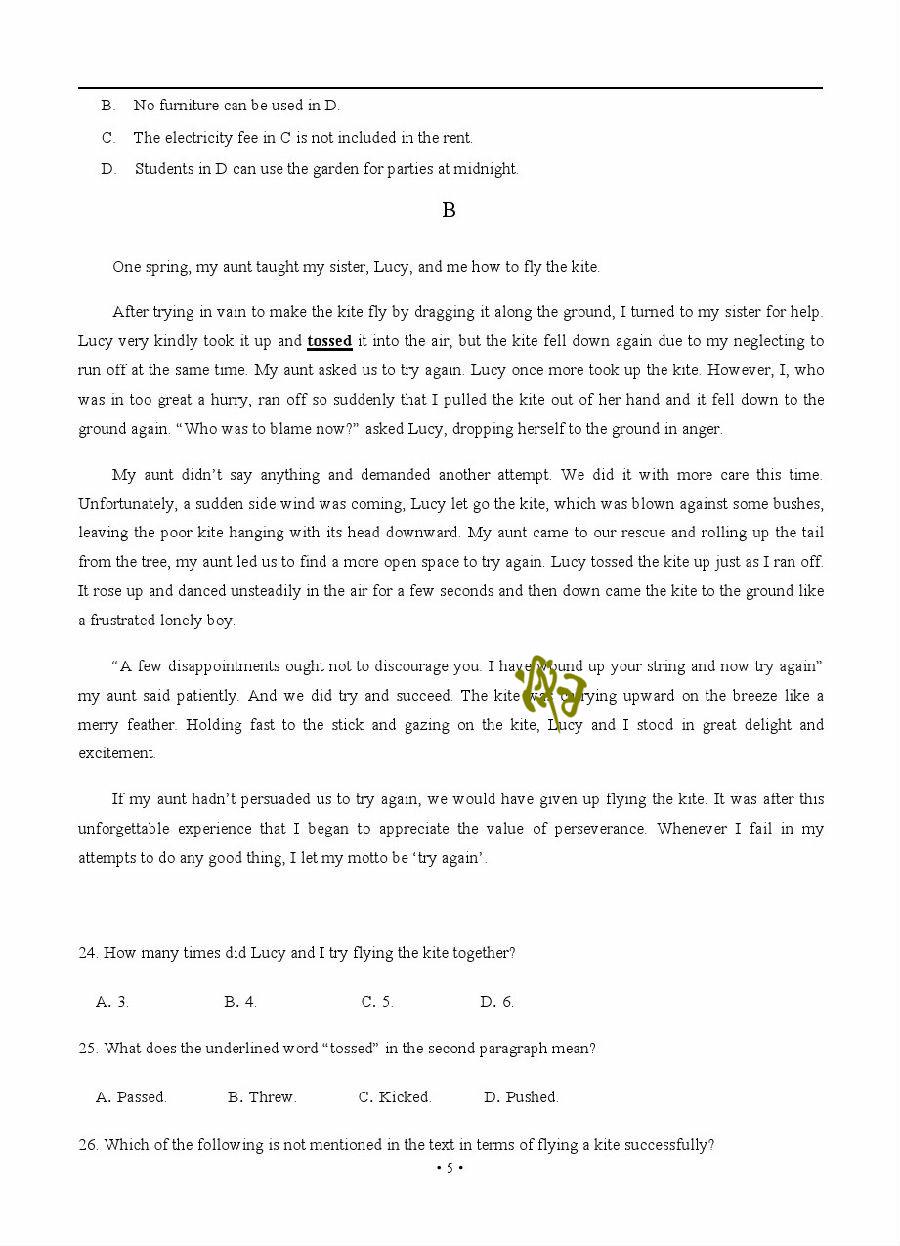 B. No furniture can be used in D.
C. The electricity fee in C is not included in the rent.
D. Students in D can use the garden for parties at midnight.
B
One spring, my aunt taught my sister, Lucy, and me how to fly the kite.
After trying in vain to make the kite fly by dragging it along the ground, I turned to my sister for help.
Lucy very kindly took it up and tossed it into the air, but the kite fell down again due to my neglecting to
run off at the same time. My aunt asked us to try again. Lucy once more took up the kite. However, I, who
was in too great a hurry, ran off so suddenly that I pulled the kite out of her hand and it fell down to the
ground again. “Who was to blame now?” asked Lucy, dropping herself to the ground in anger.
My aunt didn’t say anything and demanded another attempt. We did it with more care this time.
Unfortunately, a sudden side wind was coming, Lucy let go the kite, which was blown against some bushes,
leaving the poor kite hanging with its head downward. My aunt came to our rescue and rolling up the tail
from the tree, my aunt led us to find a more open space to try again. Lucy tossed the kite up just as I ran off.
It rose up and danced unsteadily in the air for a few seconds and then down came the kite to the ground like
a frustrated lonely boy.
“A few disappointments ought not to discourage you. I have wound up your string and now try again”
my aunt said patiently. And we did try and succeed. The kite was carrying upward on the breeze like a
merry feather. Holding fast to the stick and gazing on the kite, Lucy and I stood in great delight and
excitement.
If my aunt hadn’t persuaded us to try again, we would have given up flying the kite. It was after this
unforgettable experience that I began to appreciate the value of perseverance. Whenever I fail in my
attempts to do any good thing, I let my motto be ‘try again’.
24. How many times did Lucy and I try flying the kite together?
A. 3. B. 4. C. 5. D. 6.
25. What does the underlined word “tossed” in the second paragraph mean?
A. Passed. B. Threw. C. Kicked. D. Pushed.
26. Which of the following is not mentioned in the text in terms of flying a kite successfully?
• 5 •